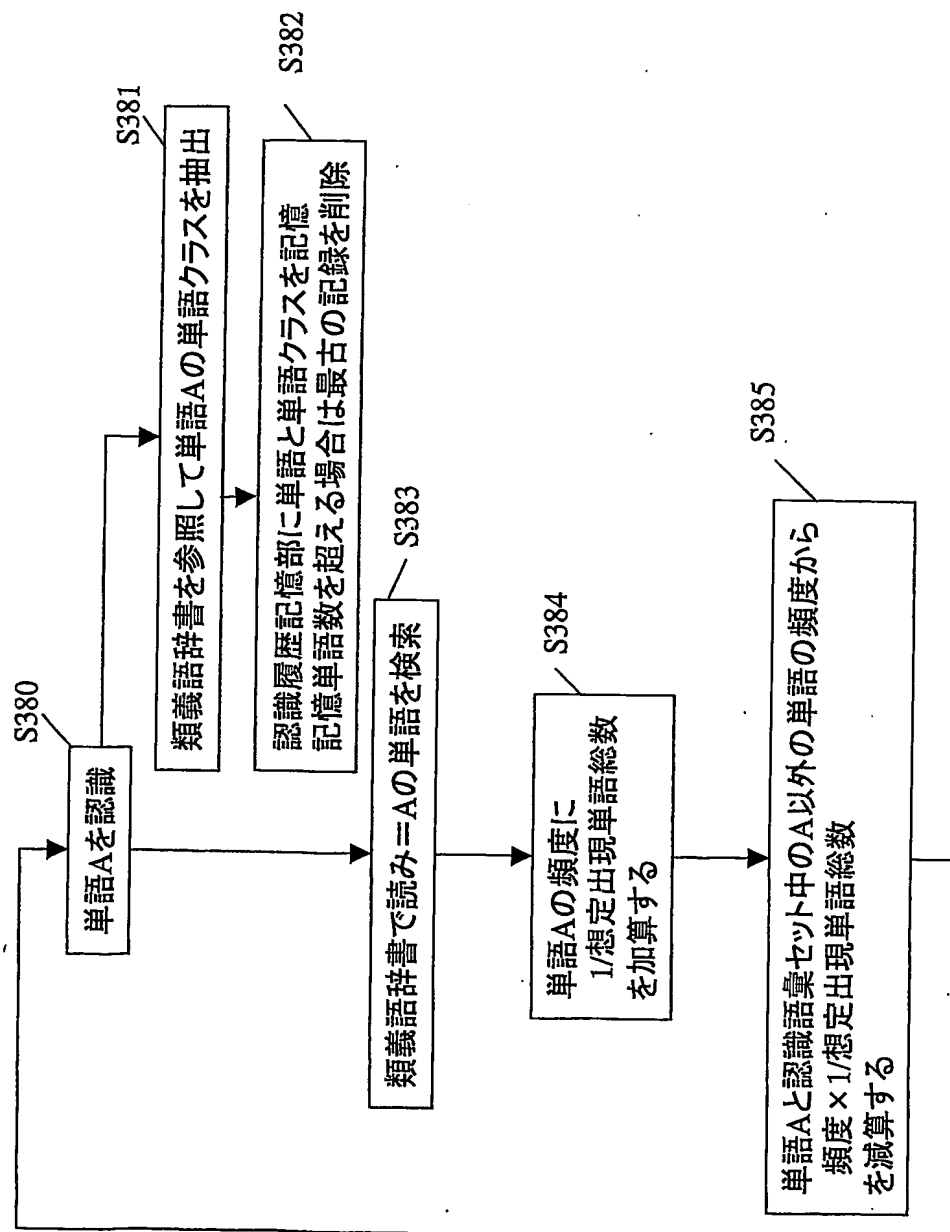 S380
単語Aを認識
S381
類義語辞書を参照して単語Aの単語クラスを抽出
S382
認識履歴記憶部に単語と単語クラスを記憶
記憶単語数を超える場合は最古の記録を削除
S383
類義語辞書で読み=Aの単語を検索
S384
単語Aの頻度に
1/想定出現単語総数
を加算する
S385
単語Aと認識語彙セット中のA以外の単語の頻度から
頻度×1/想定出現単語総数
を減算する